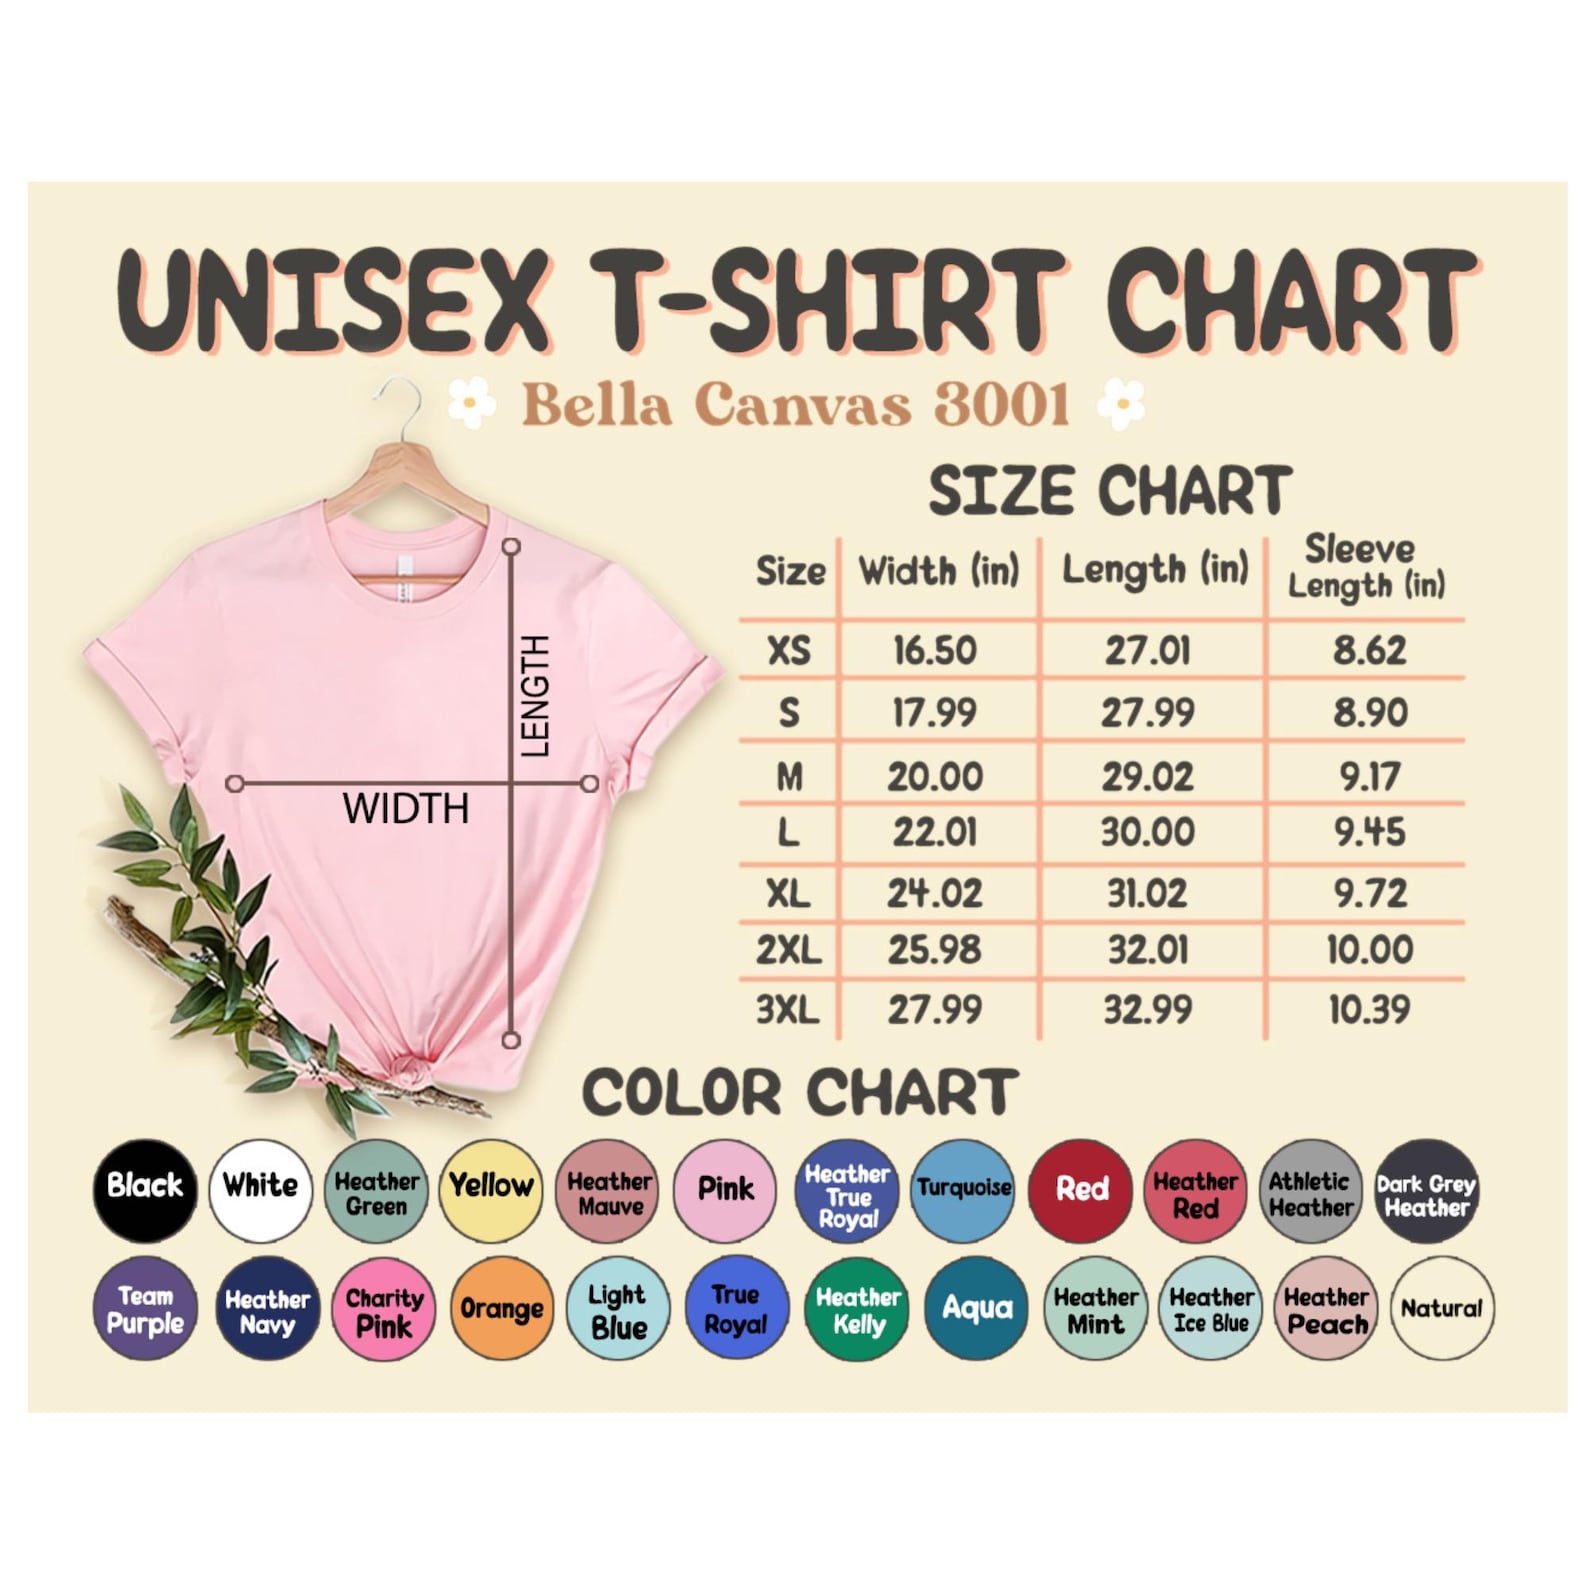 UNISEX T-SHIRT CHART
Bella Canvas 3001
SIZE CHART
Size Width (in) Length (in) Sleeve Length (in)
XS 16.50 27.01 8.62
S 17.99 27.99 8.90
M 20.00 29.02 9.17
L 22.01 30.00 9.45
XL 24.02 31.02 9.72
2XL 25.98 32.01 10.00
3XL 27.99 32.99 10.39
LENGTH
WIDTH
COLOR CHART
Black
White
Heather
Green
Yellow
Heather
Mauve
Pink
Heather
True
Royal
Turquoise
Red
Heather
Red
Athletic
Heather
Dark Grey
Heather
Team
Purple
Heather
Navy
Charity
Pink
Orange
Light
Blue
True
Royal
Heather
Kelly
Aqua
Heather
Mint
Heather
Ice Blue
Heather
Peach
Natural